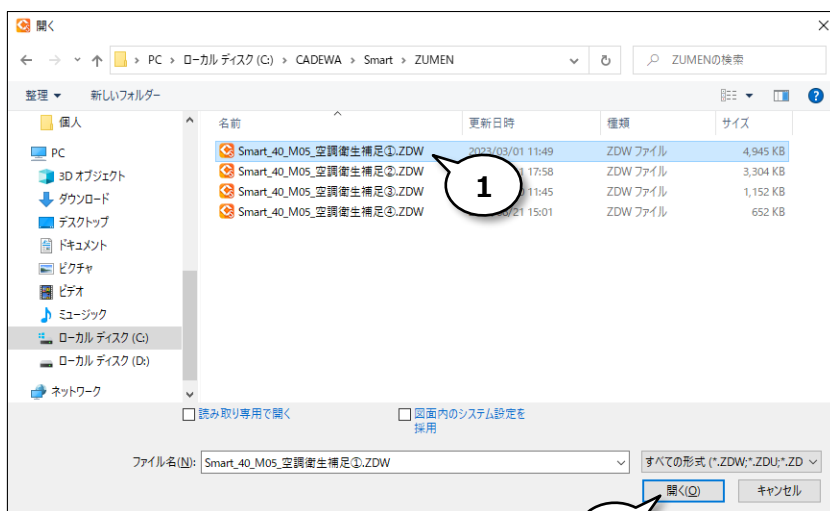 開く
PC › ローカル ディスク (C:) › CADEWA › Smart › ZUMEN
ZUMENの検索
整理 新しいフォルダー
名前 更新日時 種類 サイズ
Smart_40_M05_空調衛生補足①.ZDW 2023/03/01 11:49 ZDW ファイル 4,945 KB
Smart_40_M05_空調衛生補足②.ZDW 17:58 ZDW ファイル 3,304 KB
Smart_40_M05_空調衛生補足③.ZDW 11:45 ZDW ファイル 1,152 KB
Smart_40_M05_空調衛生補足④.ZDW /21 15:01 ZDW ファイル 652 KB
1
個人
PC
3D オブジェクト
ダウンロード
デスクトップ
ドキュメント
ピクチャ
ビデオ
ミュージック
ローカル ディスク (C:)
ローカル ディスク (D:)
ネットワーク
読み取り専用で開く
図面内のシステム設定を
採用
ファイル名(N): Smart_40_M05_空調衛生補足①.ZDW
すべての形式 (*.ZDW;*.ZDU;*.ZD
開く(O) キャンセル